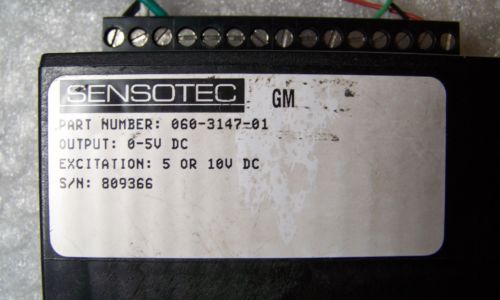 SENSOTEC GM
PART NUMBER: 060-3147-01
OUTPUT: 0-5V DC
EXCITATION: 5 OR 10V DC
S/N: 809366